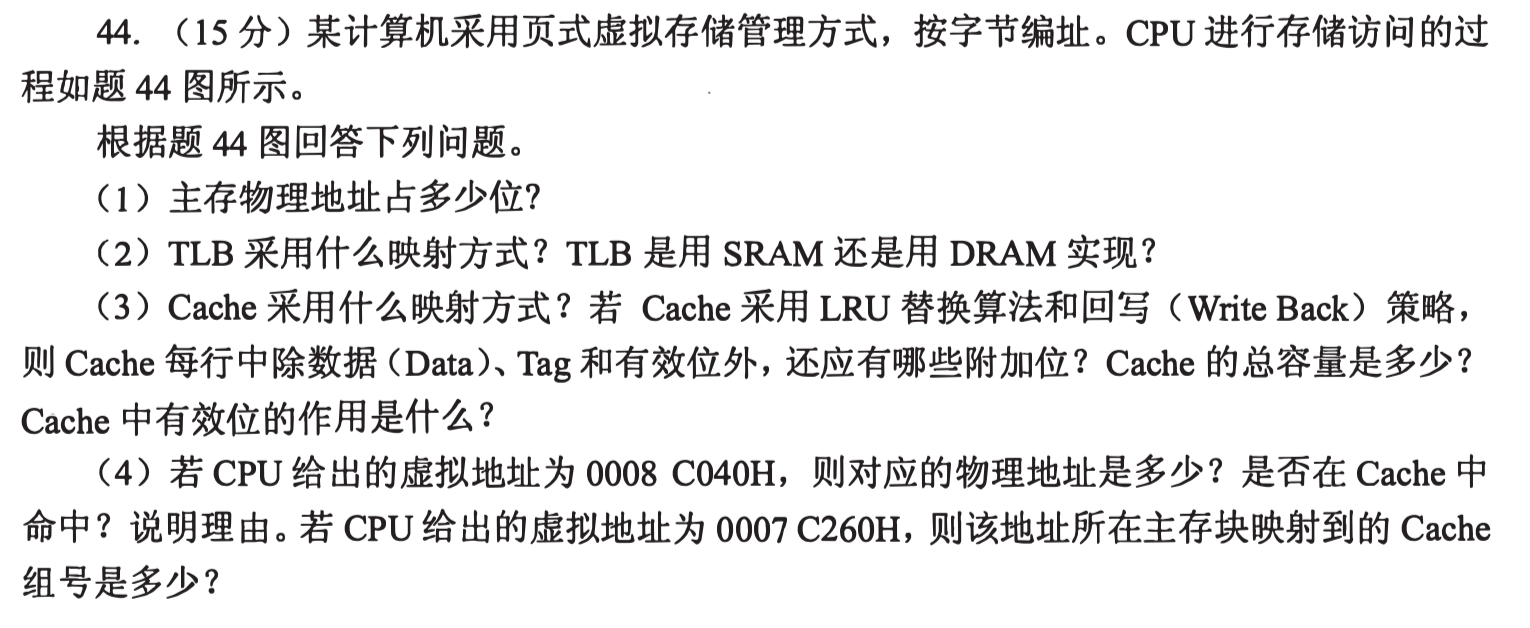 44. （15 分）某计算机采用页式虚拟存储管理方式，按字节编址。CPU 进行存储访问的过
程如题 44 图所示。
根据题 44 图回答下列问题。
（1）主存物理地址占多少位？
（2）TLB 采用什么映射方式？TLB 是用 SRAM 还是用 DRAM 实现？
（3）Cache 采用什么映射方式？若 Cache 采用 LRU 替换算法和回写（Write Back）策略，
则 Cache 每行中除数据（Data）、Tag 和有效位外，还应有哪些附加位？Cache 的总容量是多少？
Cache 中有效位的作用是什么？
（4）若 CPU 给出的虚拟地址为 0008 C040H，则对应的物理地址是多少？是否在 Cache 中
命中？说明理由。若 CPU 给出的虚拟地址为 0007 C260H，则该地址所在主存块映射到的 Cache
组号是多少？